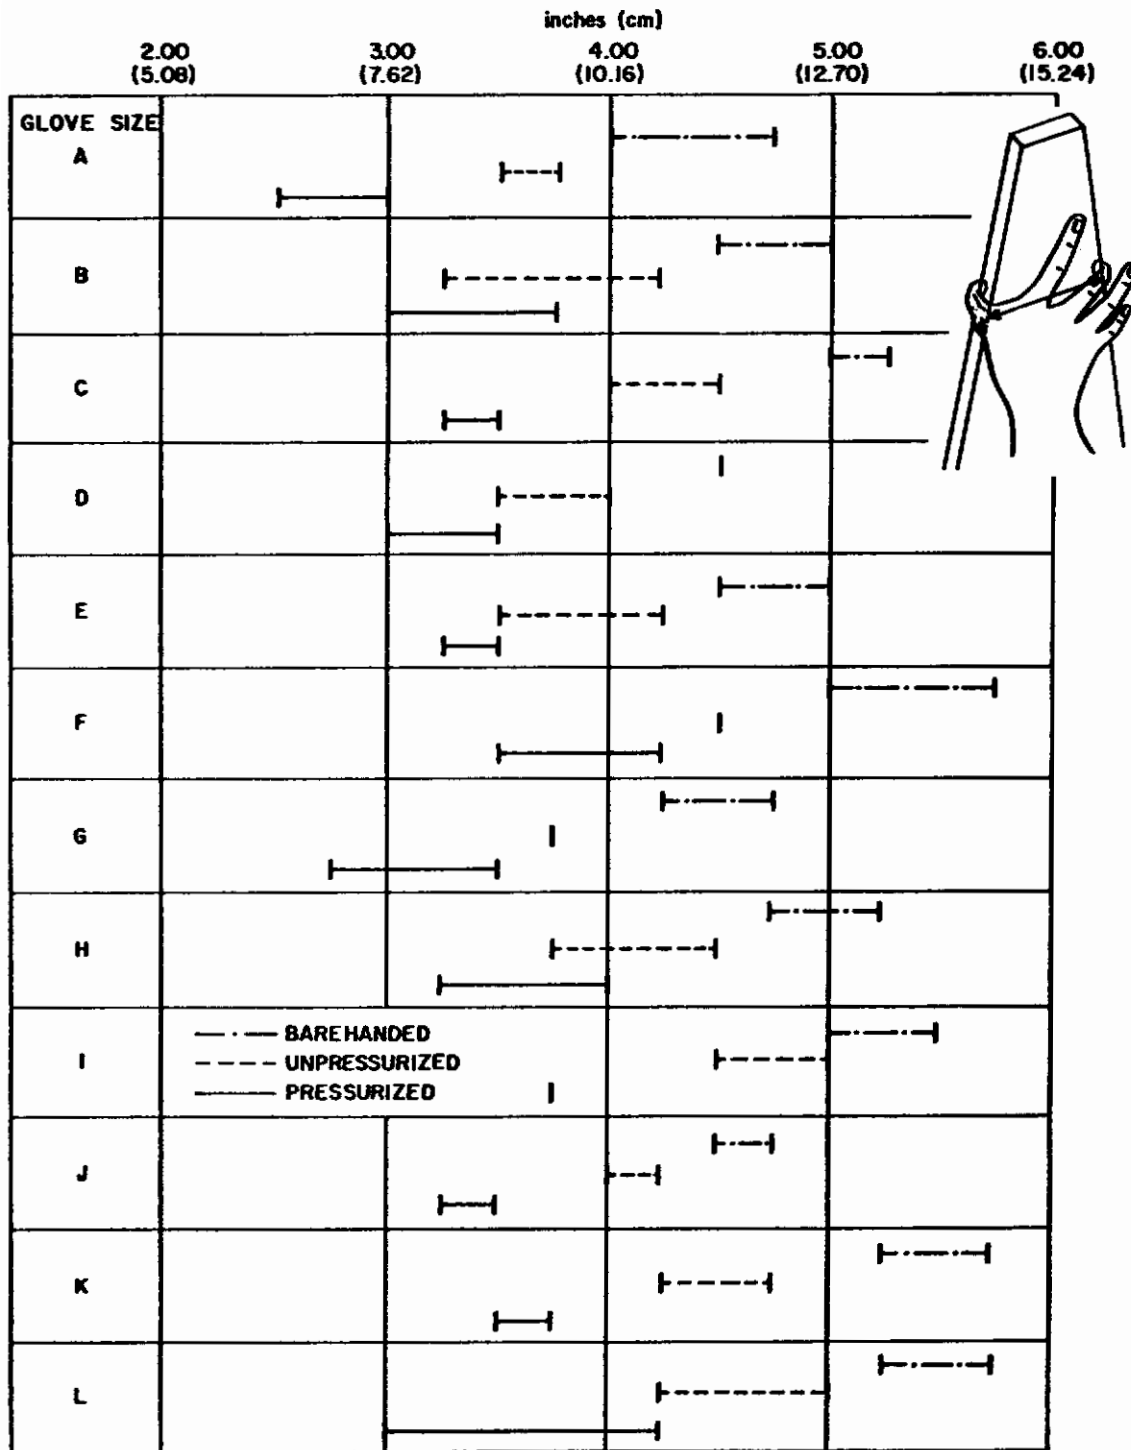 inches (cm)
2.00 3.00 4.00 5.00 6.00
(5.08) (7.62) (10.16) (12.70) (15.24)
GLOVE SIZE
A
B
C
D
E
F
G
H
I
BAREHANDED
UNPRESSURIZED
PRESSURIZED
J
K
L